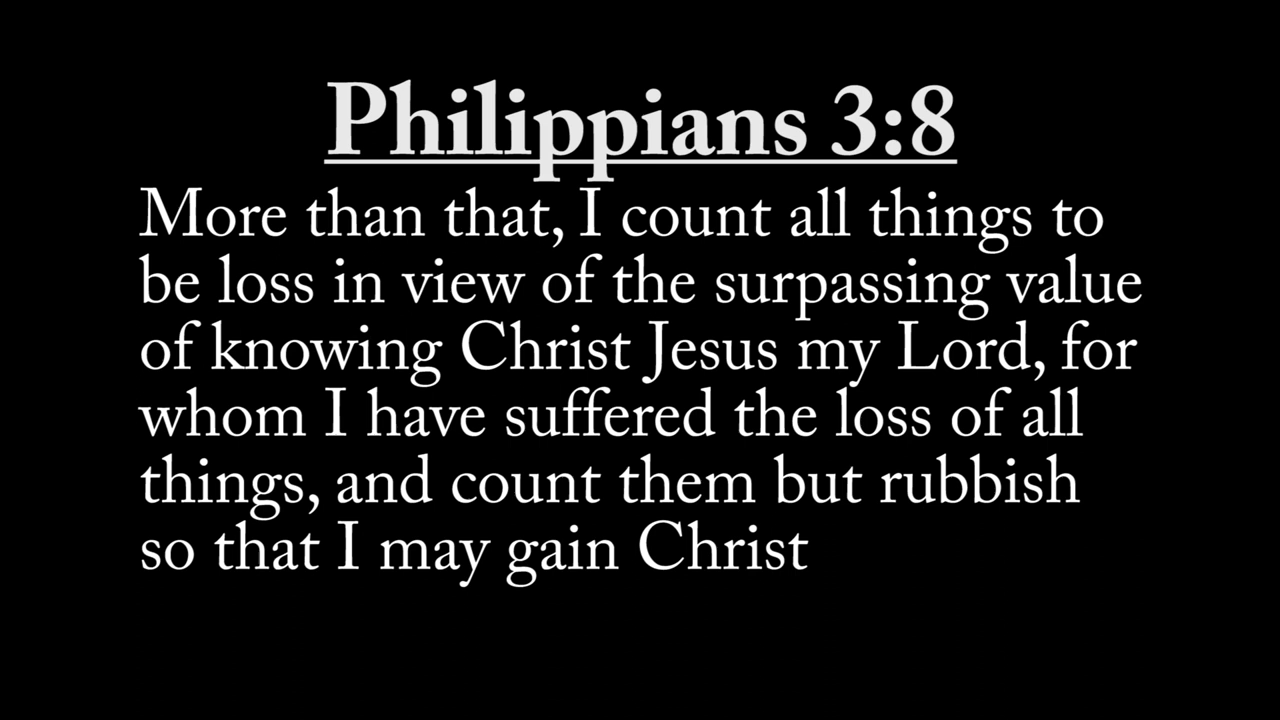 Philippians 3:8
More than that, I count all things to
be loss in view of the surpassing value
of knowing Christ Jesus my Lord, for
whom I have suffered the loss of all
things, and count them but rubbish
so that I may gain Christ